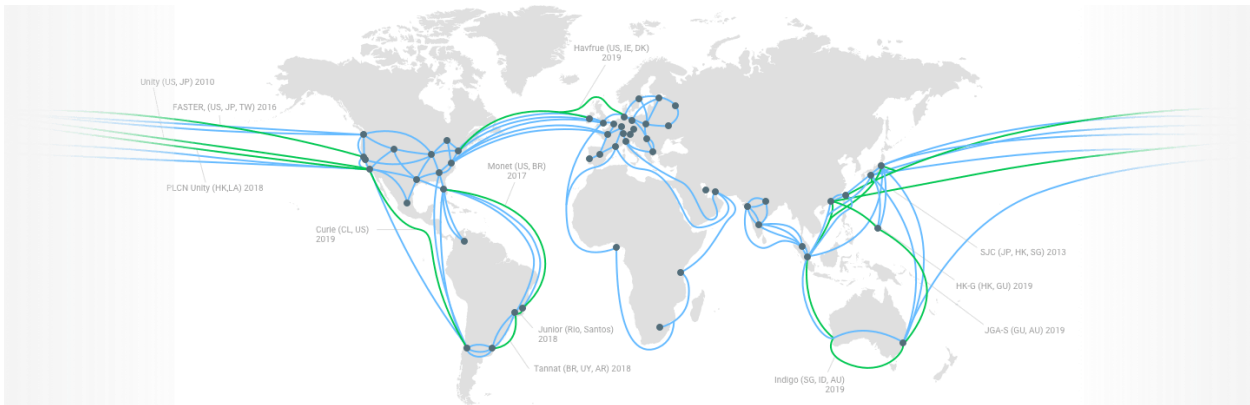 Havfrue (US, IE, DK)
2019
Unity (US, JP) 2010
FASTER, (US, JP, TW) 2016
Monet (US, BR)
2017
PLCN Unity (HK,LA) 2018
Curie (CL, US)
2019
SJC (JP, HK, SG) 2013
HK-G (HK, GU) 2019
JGA-S (GU, AU) 2019
Junior (Rio, Santos)
2018
Tannat (BR, UY, AR) 2018
Indigo (SG, ID, AU)
2019